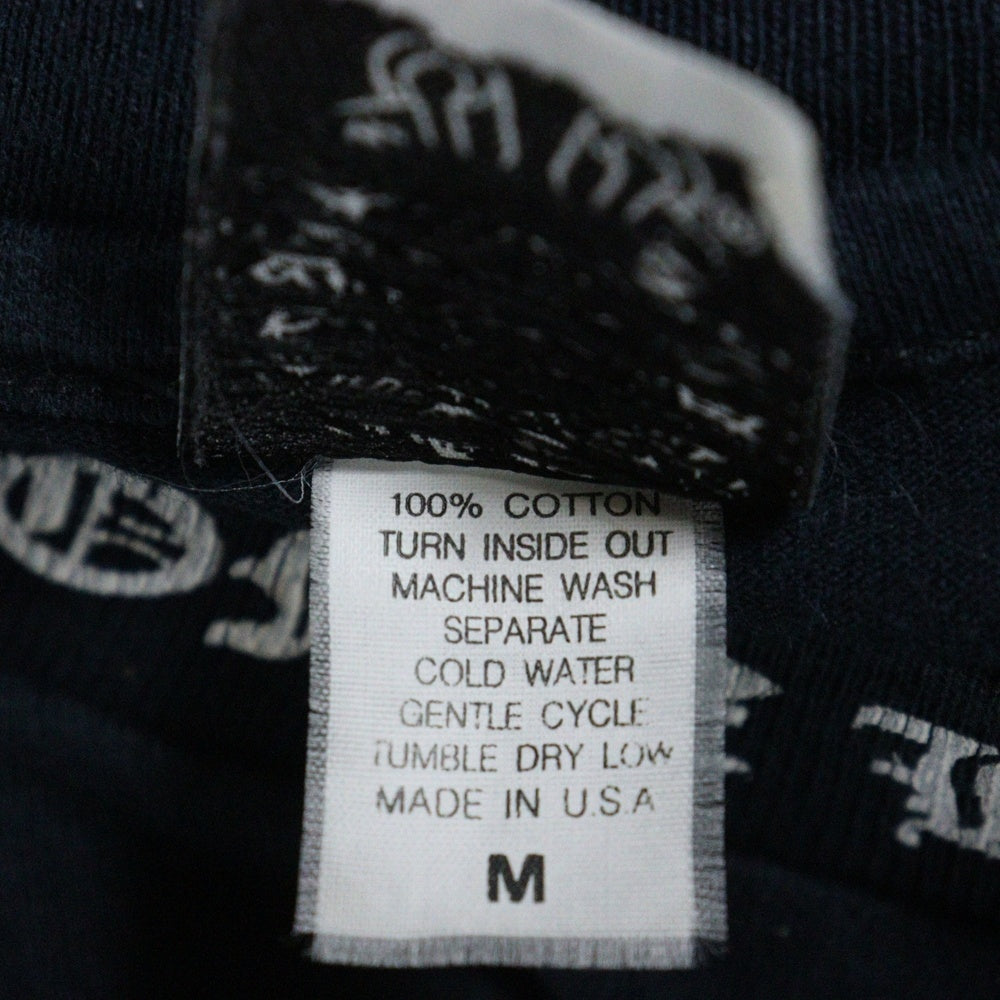 100% COTTON
TURN INSIDE OUT
MACHINE WASH
SEPARATE
COLD WATER
GENTLE CYCLE
TUMBLE DRY LOW
MADE IN U.S.A
M